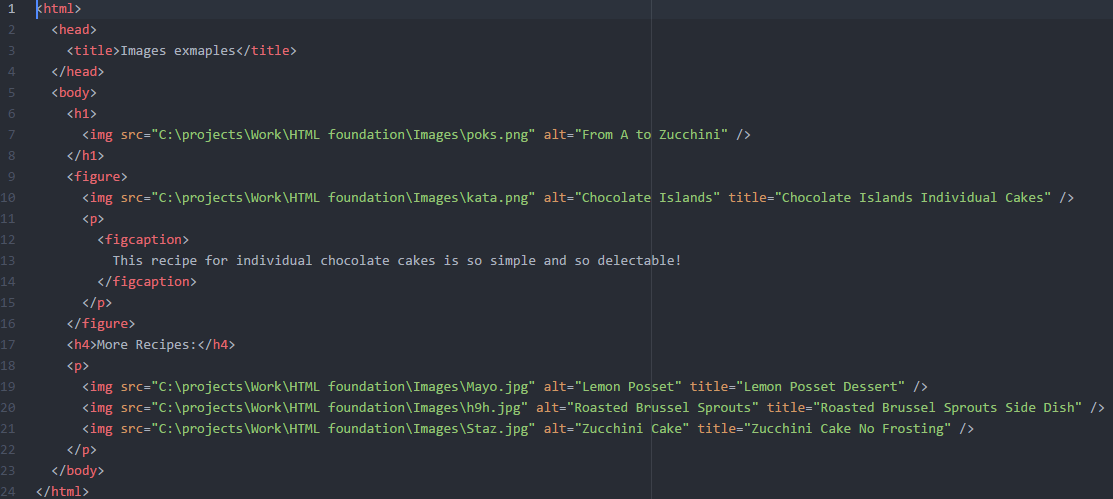 1 <html>
2 <head>
3 <title>Images exmaples</title>
4 </head>
5 <body>
6 <h1>
7 <img src="C:\projects\Work\HTML foundation\Images\poks.png" alt="From A to Zucchini" />
8 </h1>
9 <figure>
10 <img src="C:\projects\Work\HTML foundation\Images\kata.png" alt="Chocolate Islands" title="Chocolate Islands Individual Cakes" />
11 <p>
12 <figcaption>
13 This recipe for individual chocolate cakes is so simple and so delectable!
14 </figcaption>
15 </p>
16 </figure>
17 <h4>More Recipes:</h4>
18 <p>
19 <img src="C:\projects\Work\HTML foundation\Images\Mayo.jpg" alt="Lemon Posset" title="Lemon Posset Dessert" />
20 <img src="C:\projects\Work\HTML foundation\Images\h9h.jpg" alt="Roasted Brussel Sprouts" title="Roasted Brussel Sprouts Side Dish" />
21 <img src="C:\projects\Work\HTML foundation\Images\Staz.jpg" alt="Zucchini Cake" title="Zucchini Cake No Frosting" />
22 </p>
23 </body>
24 </html>